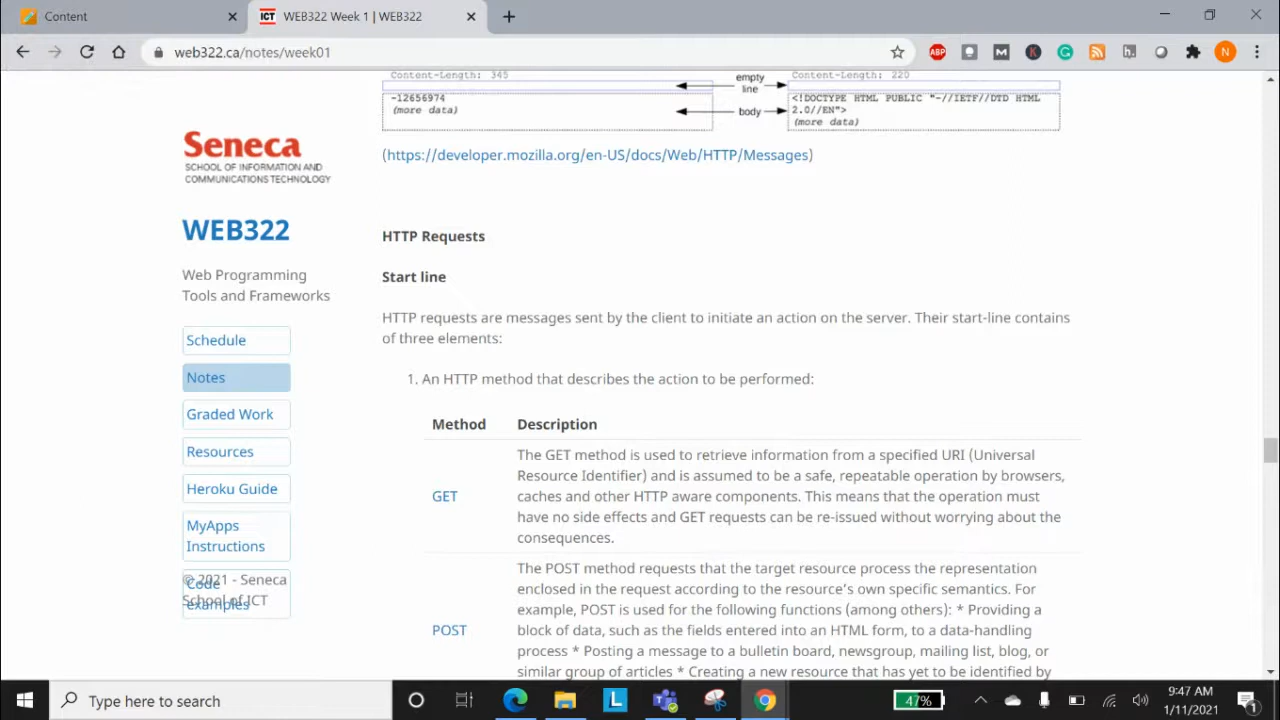 Content
ICT
WEB322 Week 1 | WEB322
web322.ca/notes/week01
ABP
N
Content-Length: 345
empty
line
Content-Length: 220
-12656974
(more data)
body
<!DOCTYPE HTML PUBLIC "-//IETF//DTD HTML
2.0//EN">
(more data)
(https://developer.mozilla.org/en-US/docs/Web/HTTP/Messages)
Seneca
SCHOOL OF INFORMATION AND
COMMUNICATIONS TECHNOLOGY
WEB322
Web Programming
Tools and Frameworks
Schedule
Notes
Graded Work
Resources
Heroku Guide
MyApps
Instructions
Code
examples
© 2021 - Seneca
School of ICT
HTTP Requests
Start line
HTTP requests are messages sent by the client to initiate an action on the server. Their start-line contains
of three elements:
1. An HTTP method that describes the action to be performed:
Method Description
The GET method is used to retrieve information from a specified URI (Universal
Resource Identifier) and is assumed to be a safe, repeatable operation by browsers,
GET
caches and other HTTP aware components. This means that the operation must
have no side effects and GET requests can be re-issued without worrying about the
consequences.
The POST method requests that the target resource process the representation
enclosed in the request according to the resource's own specific semantics. For
example, POST is used for the following functions (among others): * Providing a
POST
block of data, such as the fields entered into an HTML form, to a data-handling
process * Posting a message to a bulletin board, newsgroup, mailing list, blog, or
similar group of articles * Creating a new resource that has yet to be identified by
Type here to search
47%
9:47 AM
1/11/2021
1